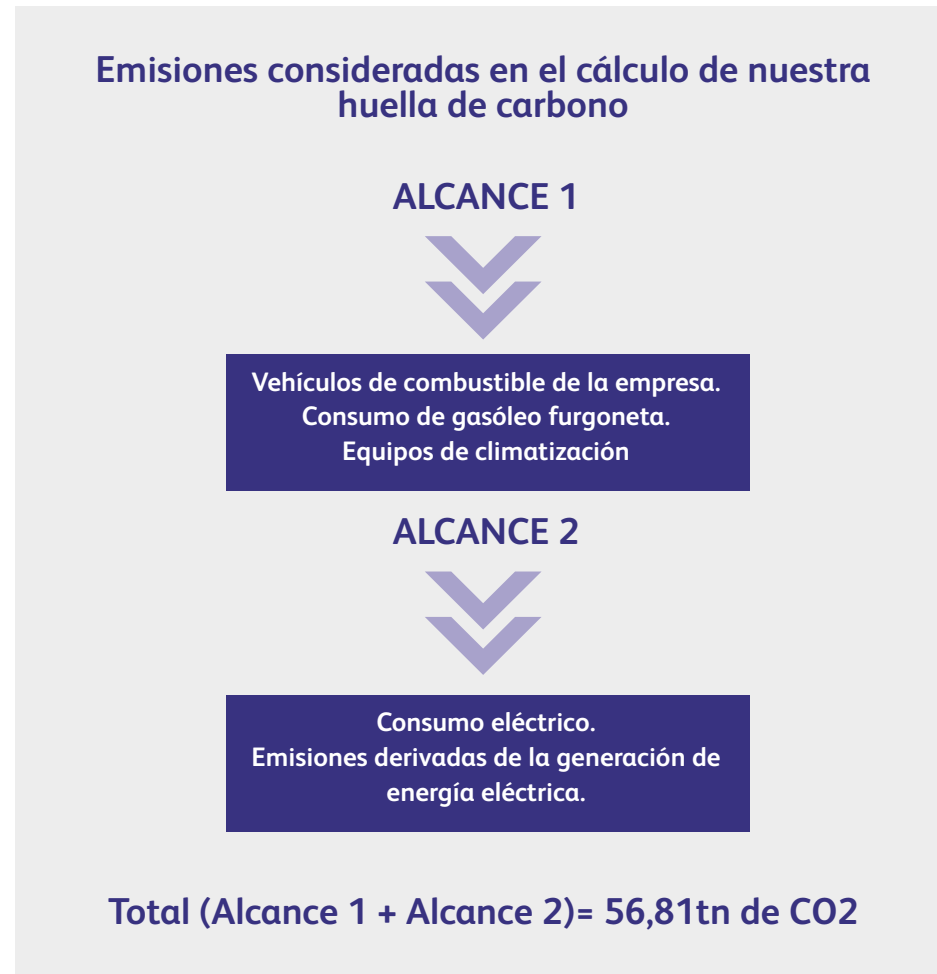 Emisiones consideradas en el cálculo de nuestra
huella de carbono
ALCANCE 1
Vehículos de combustible de la empresa.
Consumo de gasóleo furgoneta.
Equipos de climatización
ALCANCE 2
Consumo eléctrico.
Emisiones derivadas de la generación de
energía eléctrica.
Total (Alcance 1 + Alcance 2)= 56,81tn de CO2